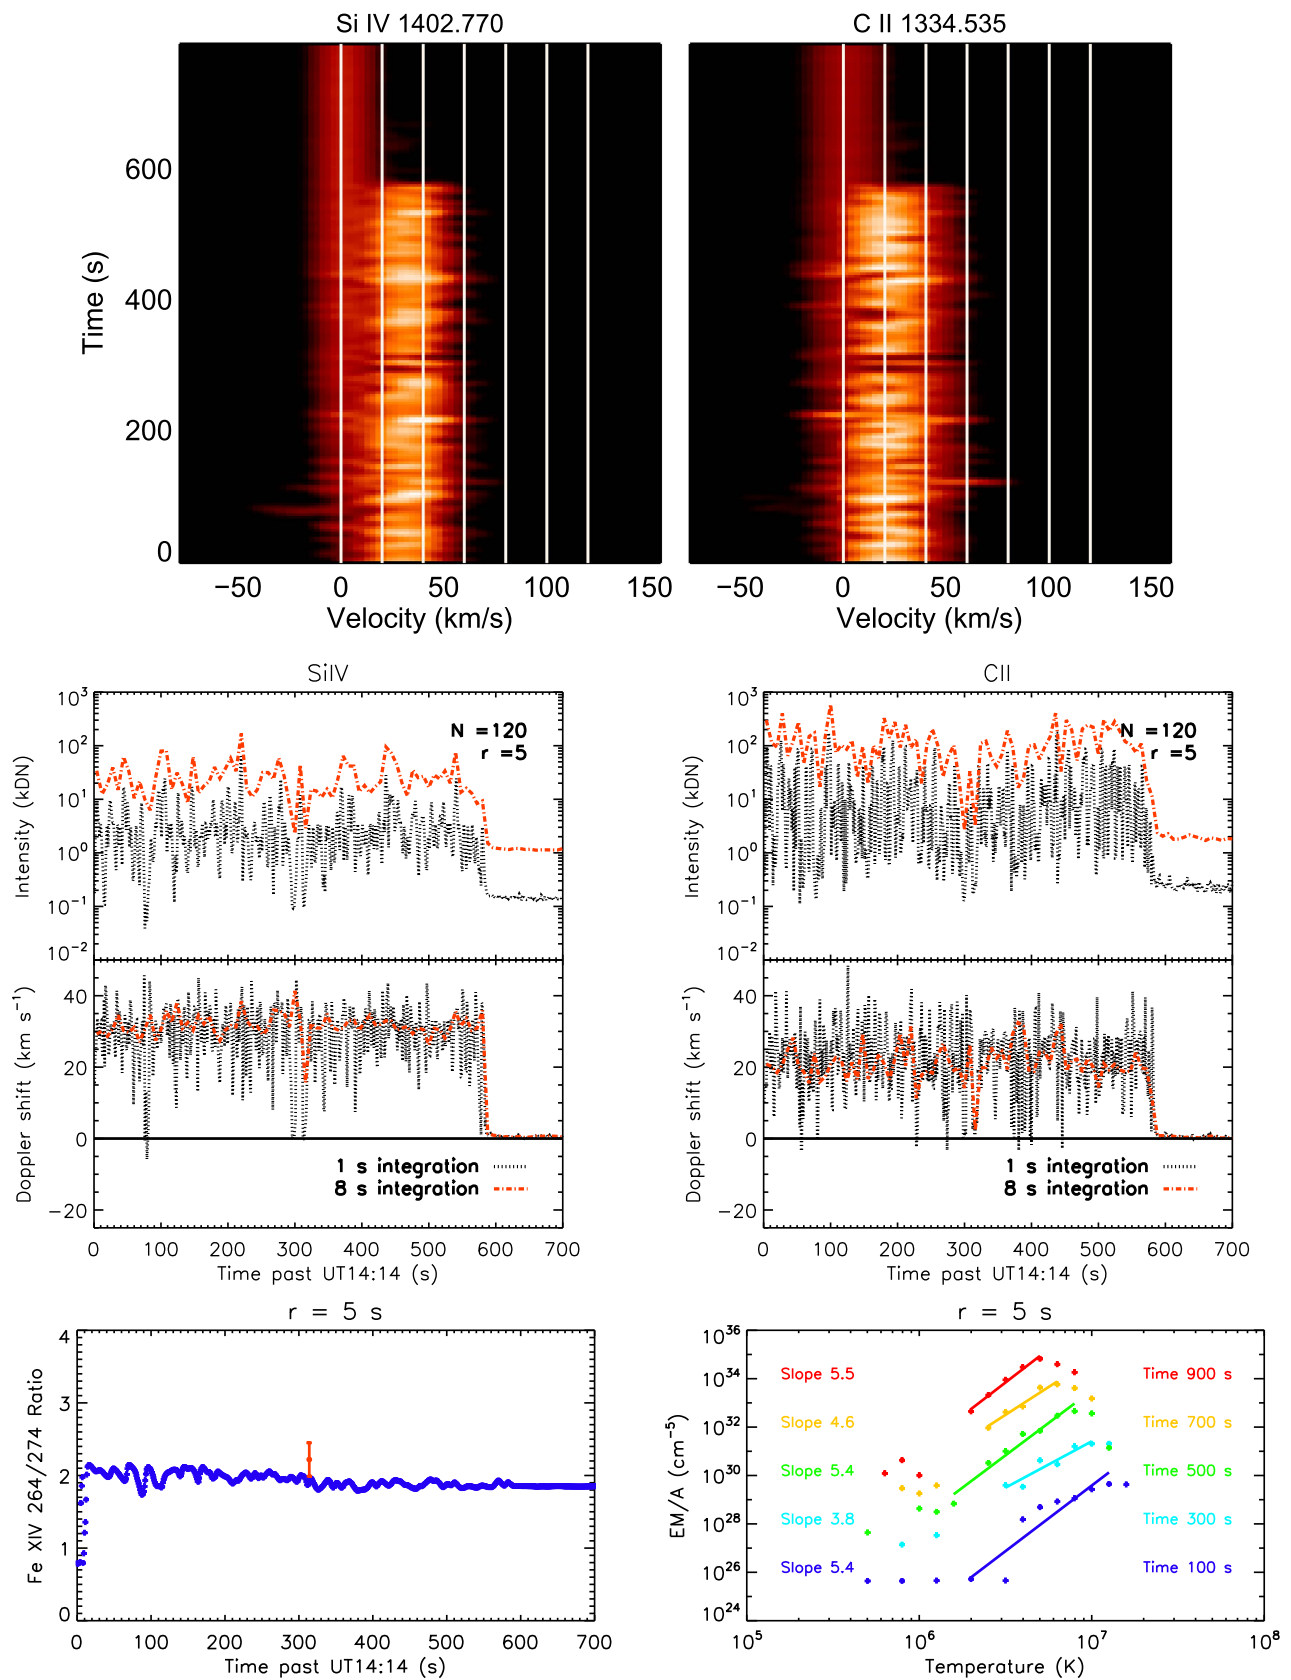 Si IV 1402.770
C II 1334.535
Time (s)
600
400
200
0
−50 0 50 100 150
Velocity (km/s)
−50 0 50 100 150
Velocity (km/s)
SiIV
Intensity (kDN)
10³
10²
10¹
10⁰
10⁻¹
10⁻²
N =120
r =5
Doppler shift (km s⁻¹)
40
20
0
−20
1 s integration
8 s integration
0 100 200 300 400 500 600 700
Time past UT14:14 (s)
CII
Intensity (kDN)
10³
10²
10¹
10⁰
10⁻¹
10⁻²
N =120
r =5
Doppler shift (km s⁻¹)
40
20
0
−20
1 s integration
8 s integration
0 100 200 300 400 500 600 700
Time past UT14:14 (s)
r = 5 s
Fe XIV 264/274 Ratio
4
3
2
1
0
0 100 200 300 400 500 600 700
Time past UT14:14 (s)
r = 5 s
EM/A (cm⁻⁵)
10³⁶
10³⁴
10³²
10³⁰
10²⁸
10²⁶
10²⁴
Slope 5.5 Time 900 s
Slope 4.6 Time 700 s
Slope 5.4 Time 500 s
Slope 3.8 Time 300 s
Slope 5.4 Time 100 s
10⁵ 10⁶ 10⁷ 10⁸
Temperature (K)